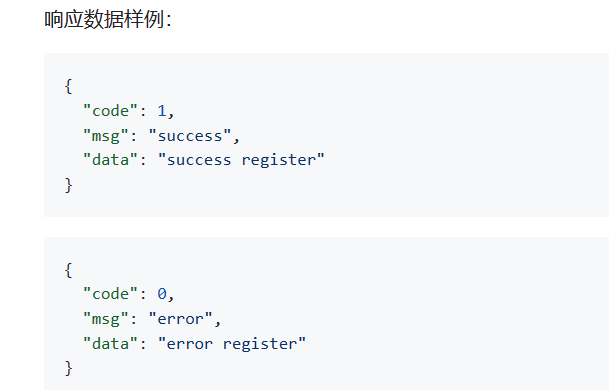 响应数据样例：
{
"code": 1,
"msg": "success",
"data": "success register"
}
{
"code": 0,
"msg": "error",
"data": "error register"
}